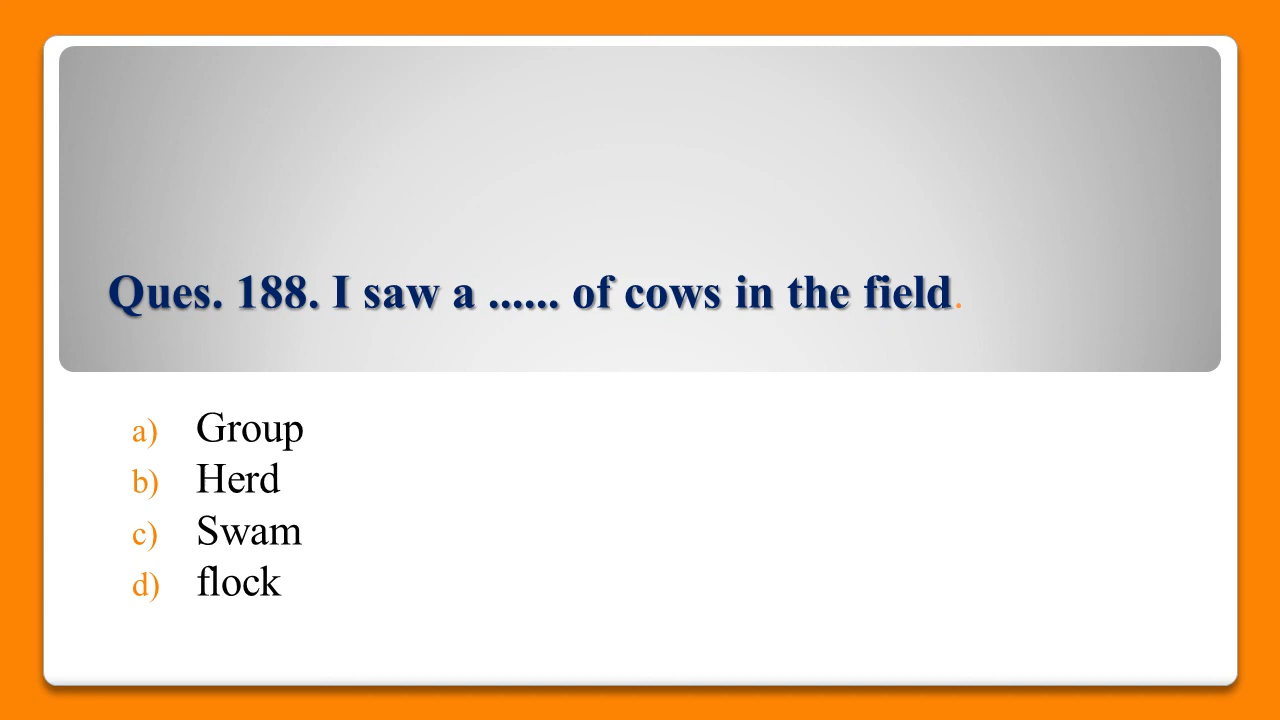 Ques. 188. I saw a ...... of cows in the field.
a) Group
b) Herd
c) Swam
d) flock